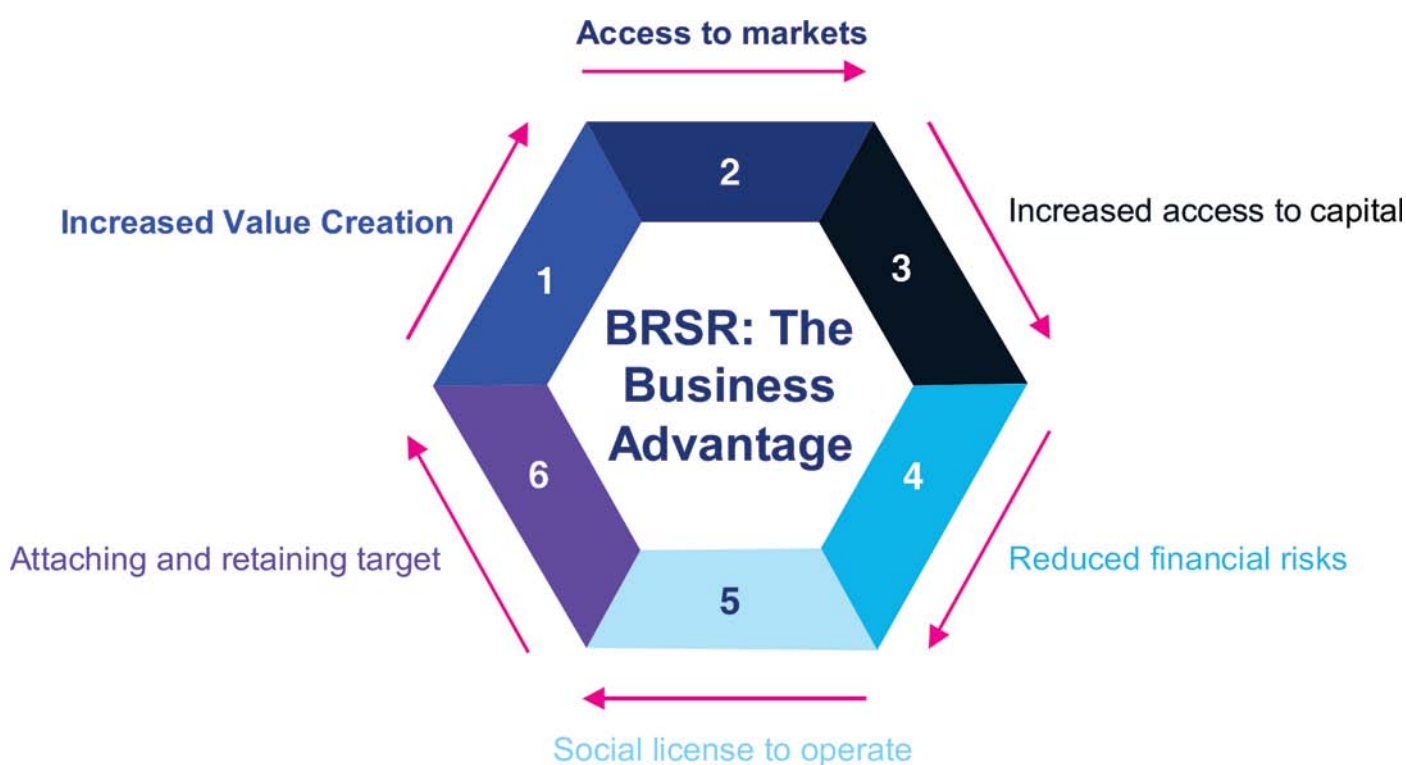 Access to markets
2
Increased Value Creation
Increased access to capital
1
3
BRSR: The
Business
Advantage
6
4
Attaching and retaining target
Reduced financial risks
5
Social license to operate